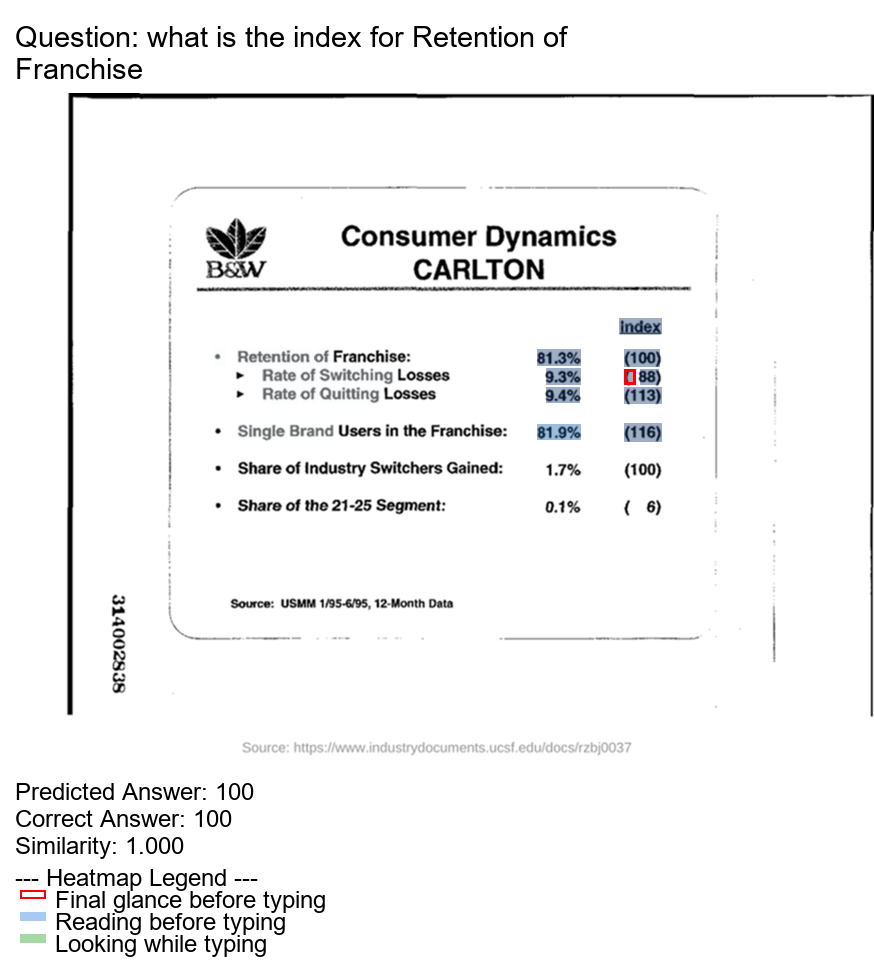 Question: what is the index for Retention of
Franchise
B&W
Consumer Dynamics
CARLTON
Index
• Retention of Franchise: 81.3% (100)
► Rate of Switching Losses 9.3% ( 88)
► Rate of Quitting Losses 9.4% (113)
• Single Brand Users in the Franchise: 81.9% (116)
• Share of Industry Switchers Gained: 1.7% (100)
• Share of the 21-25 Segment: 0.1% ( 6)
Source: USMM 1/95-6/95, 12-Month Data
314002838
Source: https://www.industrydocuments.ucsf.edu/docs/rzbj0037
Predicted Answer: 100
Correct Answer: 100
Similarity: 1.000
--- Heatmap Legend ---
Final glance before typing
Reading before typing
Looking while typing